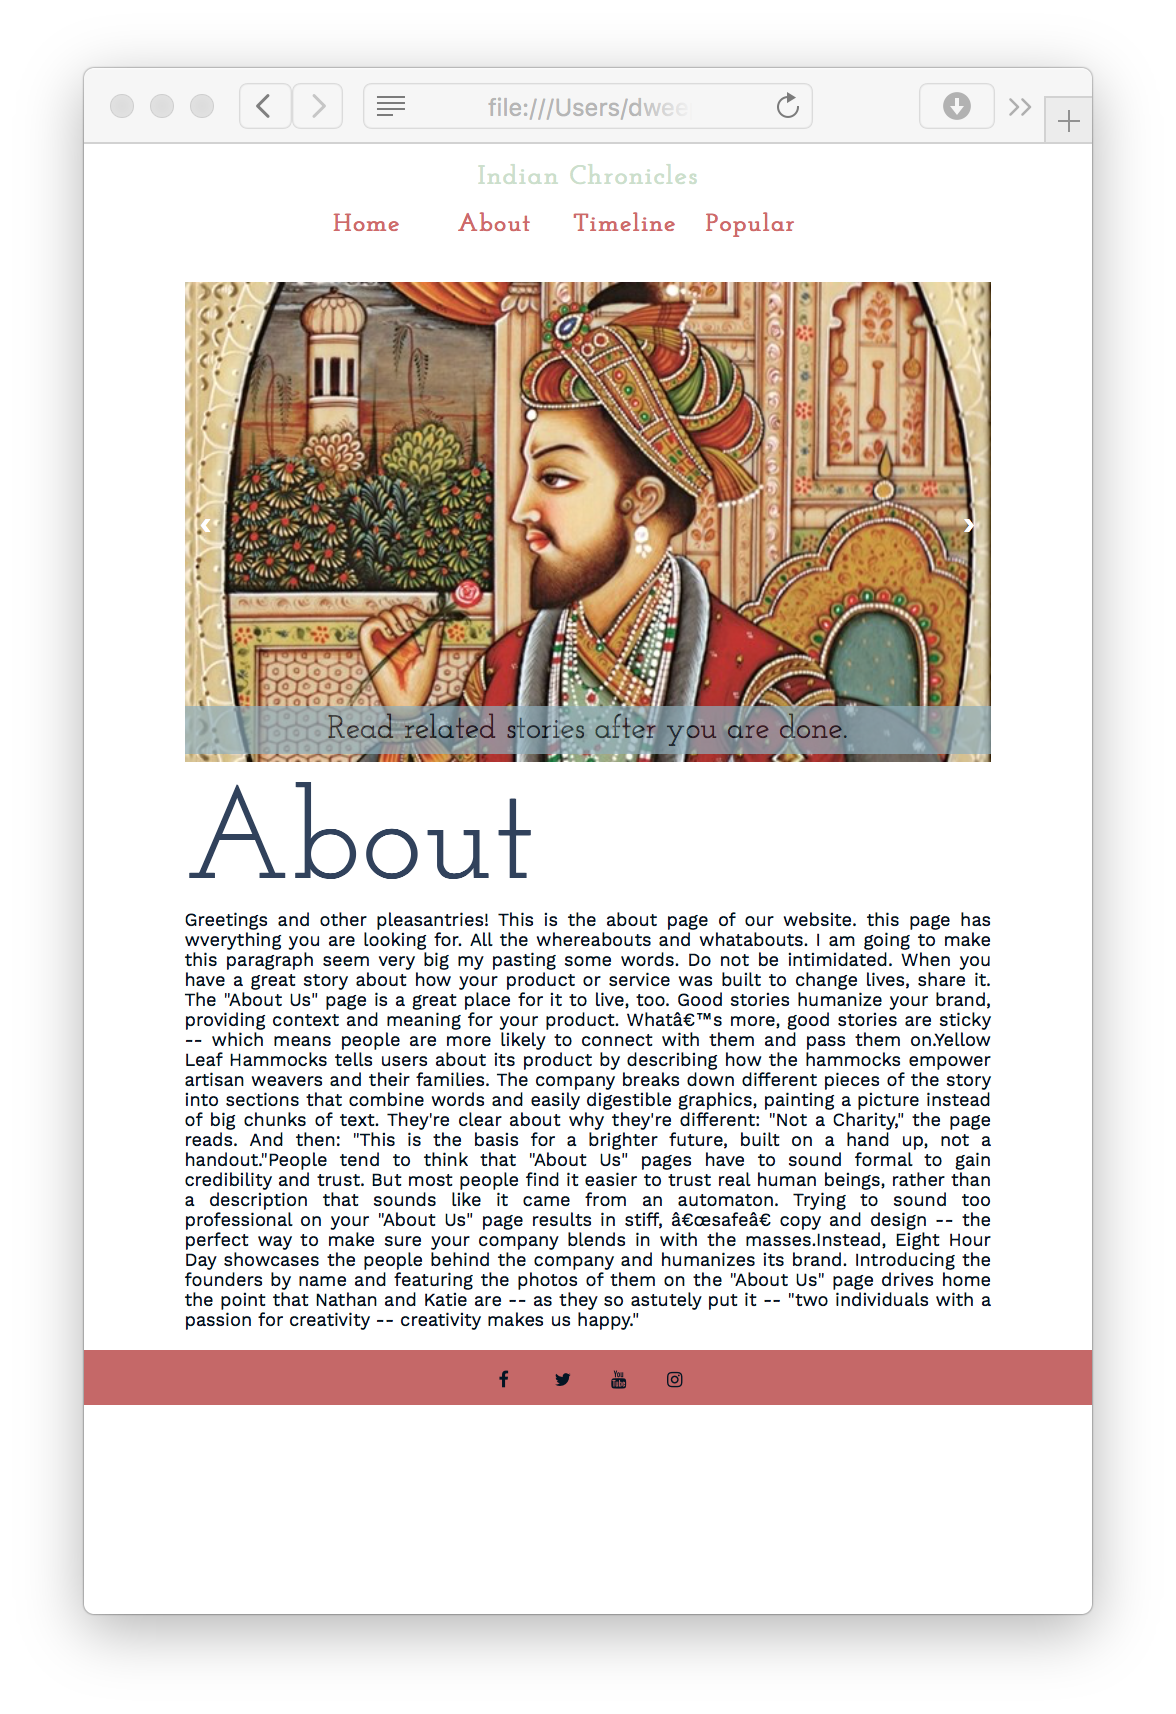 file:///Users/dwee
Indian Chronicles
Home About Timeline Popular
Read related stories after you are done.
About
Greetings and other pleasantries! This is the about page of our website. this page has
wverything you are looking for. All the whereabouts and whatabouts. I am going to make
this paragraph seem very big my pasting some words. Do not be intimidated. When you
have a great story about how your product or service was built to change lives, share it.
The "About Us" page is a great place for it to live, too. Good stories humanize your brand,
providing context and meaning for your product. Whatâ€™s more, good stories are sticky
-- which means people are more likely to connect with them and pass them on.Yellow
Leaf Hammocks tells users about its product by describing how the hammocks empower
artisan weavers and their families. The company breaks down different pieces of the story
into sections that combine words and easily digestible graphics, painting a picture instead
of big chunks of text. They're clear about why they're different: "Not a Charity," the page
reads. And then: "This is the basis for a brighter future, built on a hand up, not a
handout."People tend to think that "About Us" pages have to sound formal to gain
credibility and trust. But most people find it easier to trust real human beings, rather than
a description that sounds like it came from an automaton. Trying to sound too
professional on your "About Us" page results in stiff, â€œsafeâ€ copy and design -- the
perfect way to make sure your company blends in with the masses.Instead, Eight Hour
Day showcases the people behind the company and humanizes its brand. Introducing the
founders by name and featuring the photos of them on the "About Us" page drives home
the point that Nathan and Katie are -- as they so astutely put it -- "two individuals with a
passion for creativity -- creativity makes us happy."
You
Tube